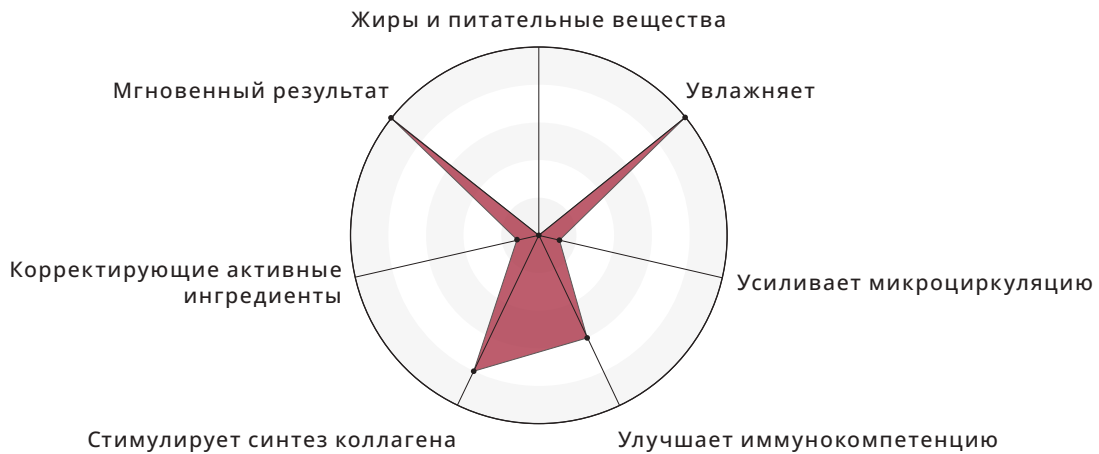 Жиры и питательные вещества
Мгновенный результат
Увлажняет
Корректирующие активные
ингредиенты
Усиливает микроциркуляцию
Стимулирует синтез коллагена
Улучшает иммунокомпетенцию